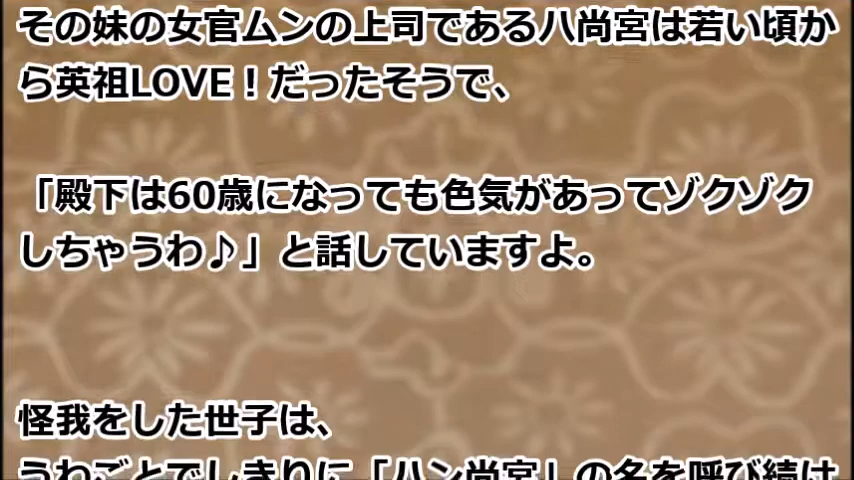 その妹の女官ムンの上司である八尚宮は若い頃か
ら英祖LOVE！だったそうで、
「殿下は60歳になっても色気があってゾクゾク
しちゃうわ♪」と話していますよ。
怪我をした世子は、
うわごとでしきりに「ハン尚宮」の名を呼び続け